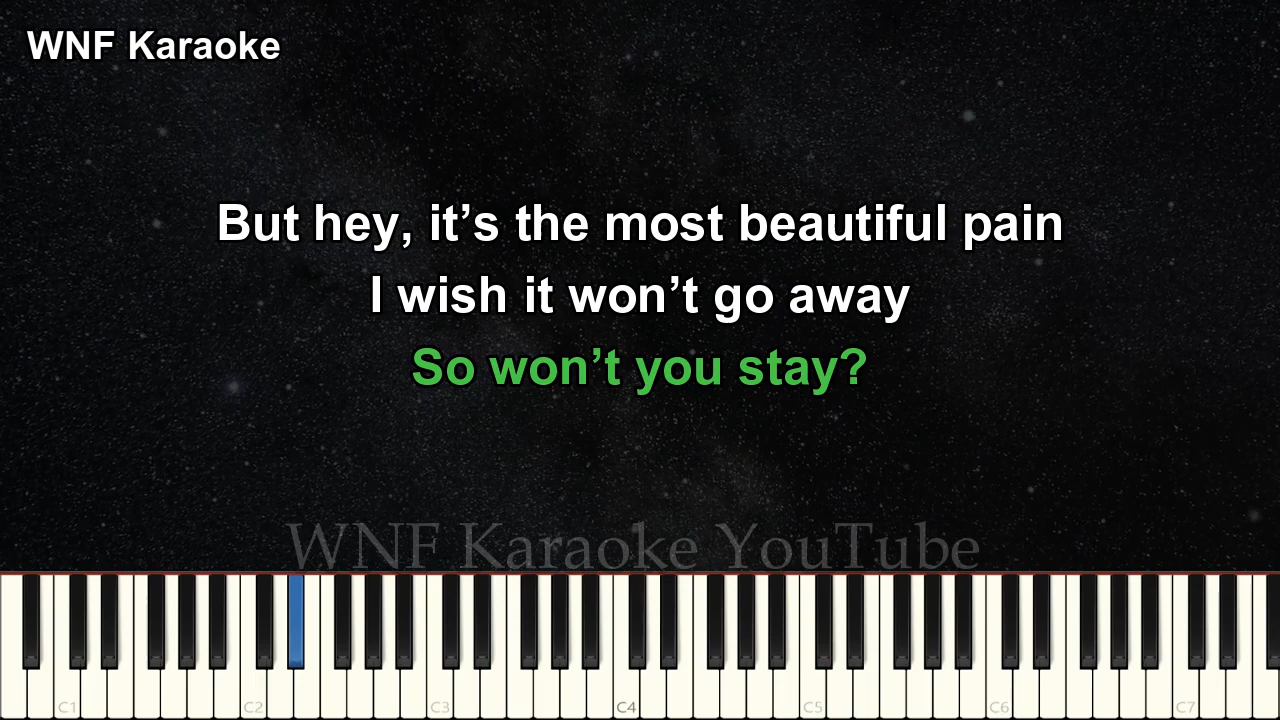 WNF Karaoke
But hey, it’s the most beautiful pain
I wish it won’t go away
So won’t you stay?
WNF Karaoke YouTube
C1 C2 C3 C4 C5 C6 C7